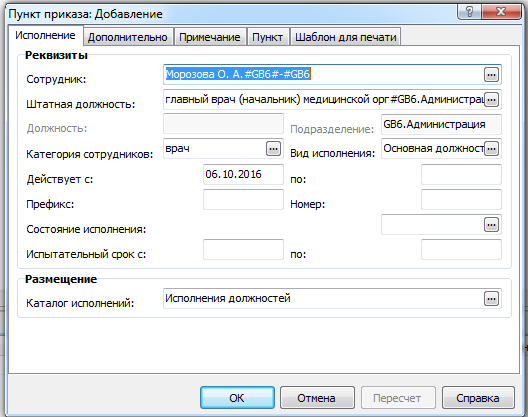 Пункт приказа: Добавление
Исполнение Дополнительно Примечание Пункт Шаблон для печати
Реквизиты
Сотрудник: Морозова О. А.#GB6#-#GB6 ...
Штатная должность: главный врач (начальник) медицинской орг#GB6.Администрац ...
Должность: Подразделение: GB6.Администрация
Категория сотрудников: врач ... Вид исполнения: Основная должност ...
Действует с: 06.10.2016 по:
Префикс: Номер:
Состояние исполнения: ...
Испытательный срок с: по:
Размещение
Каталог исполнений: Исполнения должностей ...
ОК Отмена Пересчет Справка